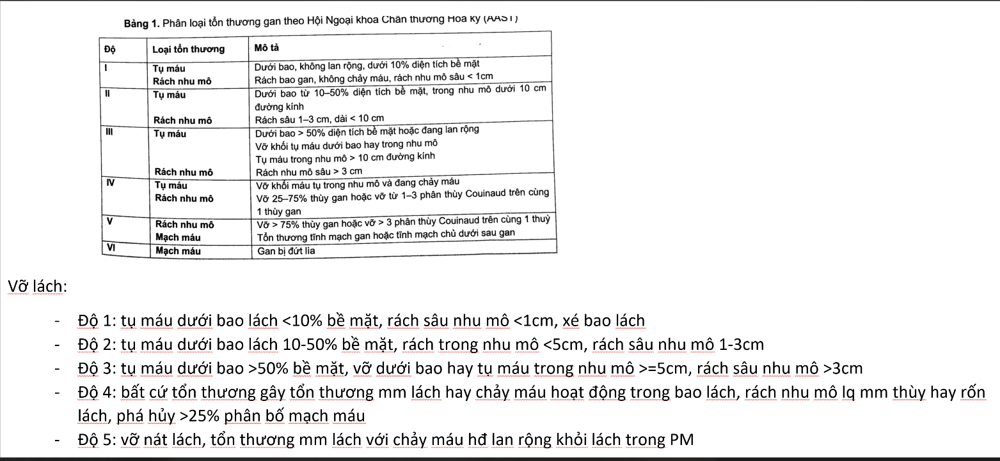 Bảng 1. Phân loại tổn thương gan theo Hội Ngoại khoa Chấn thương Hoa kỳ (AAST)
Độ Loại tổn thương Mô tả
I Tụ máu Dưới bao, không lan rộng, dưới 10% diện tích bề mặt
Rách nhu mô Rách bao gan, không chảy máu, rách nhu mô sâu < 1cm
II Tụ máu Dưới bao từ 10–50% diện tích bề mặt, trong nhu mô dưới 10 cm
đường kính
Rách nhu mô Rách sâu 1–3 cm, dài < 10 cm
III Tụ máu Dưới bao > 50% diện tích bề mặt hoặc đang lan rộng
Vỡ khối tụ máu dưới bao hay trong nhu mô
Tụ máu trong nhu mô > 10 cm đường kính
Rách nhu mô Rách nhu mô sâu > 3 cm
IV Tụ máu Vỡ khối máu tụ trong nhu mô và đang chảy máu
Rách nhu mô Vỡ 25–75% thùy gan hoặc vỡ từ 1–3 phân thùy Couinaud trên cùng
1 thùy gan
V Rách nhu mô Vỡ > 75% thùy gan hoặc vỡ > 3 phân thùy Couinaud trên cùng 1 thuỳ
Mạch máu Tổn thương tĩnh mạch gan hoặc tĩnh mạch chủ dưới sau gan
VI Mạch máu Gan bị đứt lìa
Vỡ lách:
- Độ 1: tụ máu dưới bao lách <10% bề mặt, rách sâu nhu mô <1cm, xé bao lách
- Độ 2: tụ máu dưới bao lách 10-50% bề mặt, rách trong nhu mô <5cm, rách sâu nhu mô 1-3cm
- Độ 3: tụ máu dưới bao >50% bề mặt, vỡ dưới bao hay tụ máu trong nhu mô >=5cm, rách sâu nhu mô >3cm
- Độ 4: bất cứ tổn thương gây tổn thương mm lách hay chảy máu hoạt động trong bao lách, rách nhu mô lq mm thùy hay rốn
lách, phá hủy >25% phân bố mạch máu
- Độ 5: vỡ nát lách, tổn thương mm lách với chảy máu hđ lan rộng khỏi lách trong PM